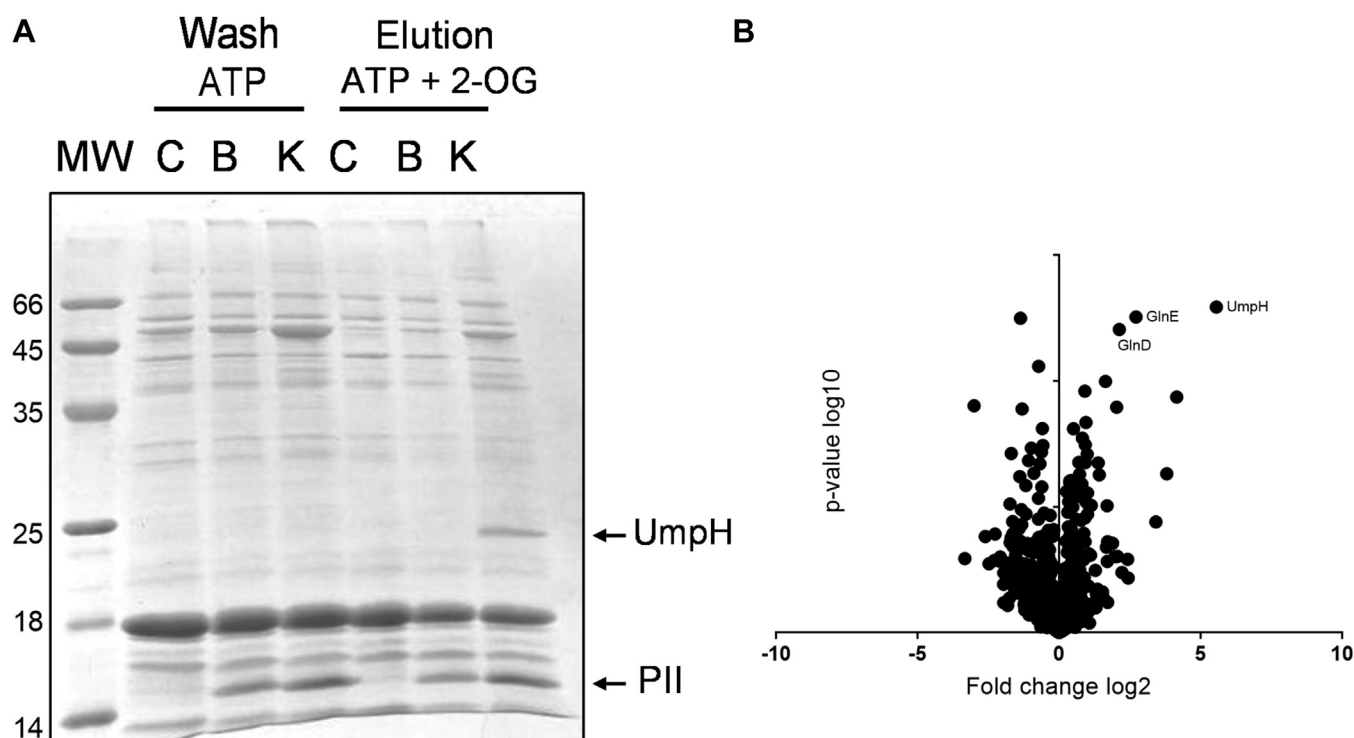 A
Wash
Elution
ATP
ATP + 2-OG
MW C B K C B K
66
45
35
25
18
14
← UmpH
← PII
B
p-value log10
UmpH
GlnE
GlnD
-10 -5 0 5 10
Fold change log2